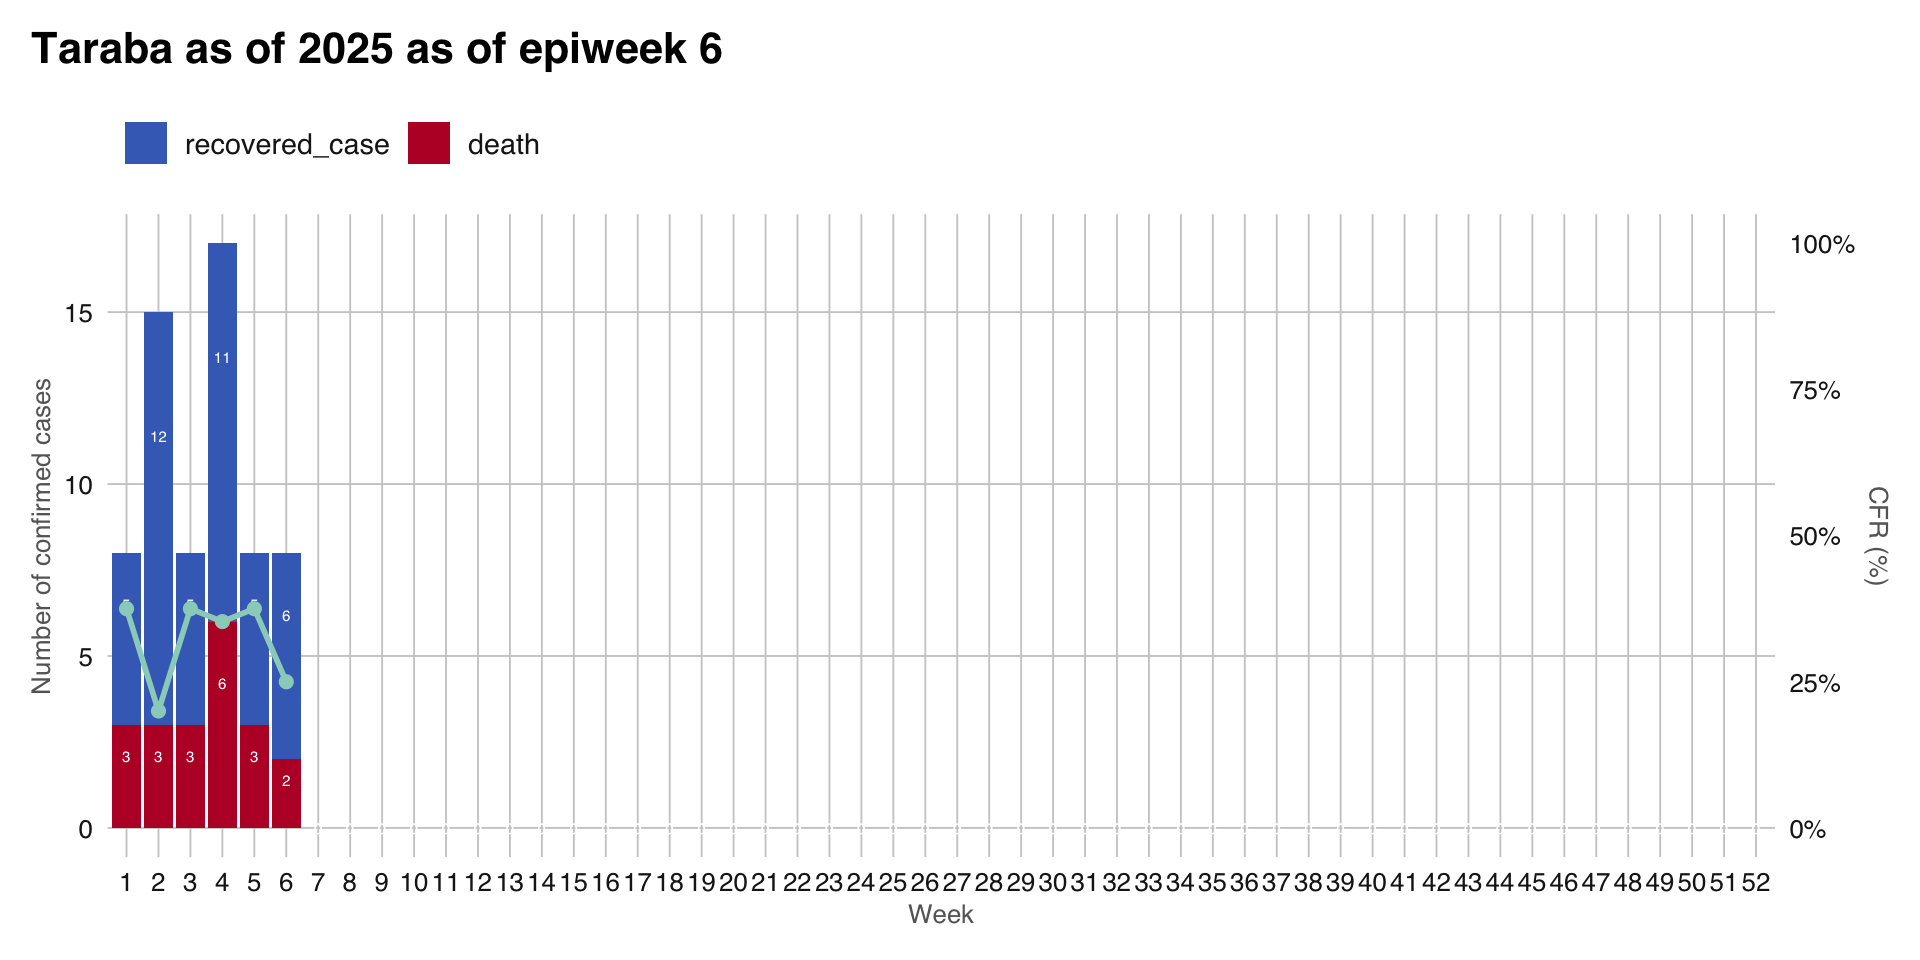 Taraba as of 2025 as of epiweek 6
recovered_case death
100%
15
11
75%
12
10
50%
6
5
6
25%
3 3 3 3
2
0
0%
Number of confirmed cases
CFR (%)
1 2 3 4 5 6 7 8 9 10 11 12 13 14 15 16 17 18 19 20 21 22 23 24 25 26 27 28 29 30 31 32 33 34 35 36 37 38 39 40 41 42 43 44 45 46 47 48 49 50 51 52
Week